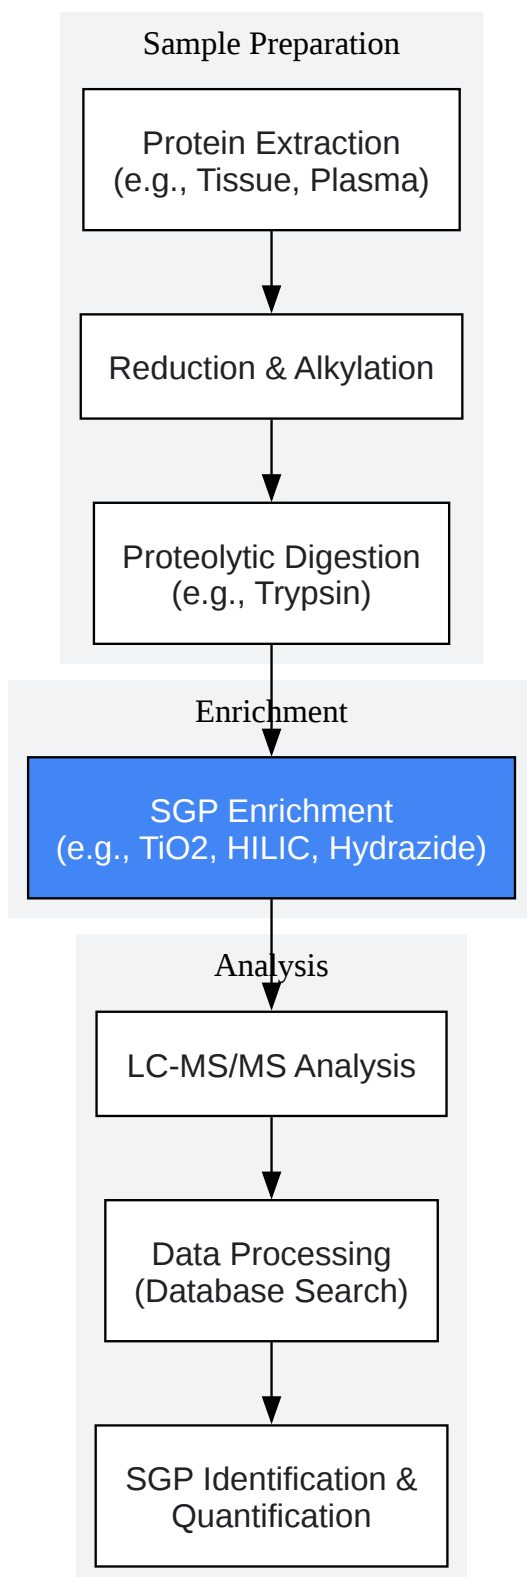 Sample Preparation
Protein Extraction
(e.g., Tissue, Plasma)
Reduction & Alkylation
Proteolytic Digestion
(e.g., Trypsin)
Enrichment
SGP Enrichment
(e.g., TiO2, HILIC, Hydrazide)
Analysis
LC-MS/MS Analysis
Data Processing
(Database Search)
SGP Identification &
Quantification